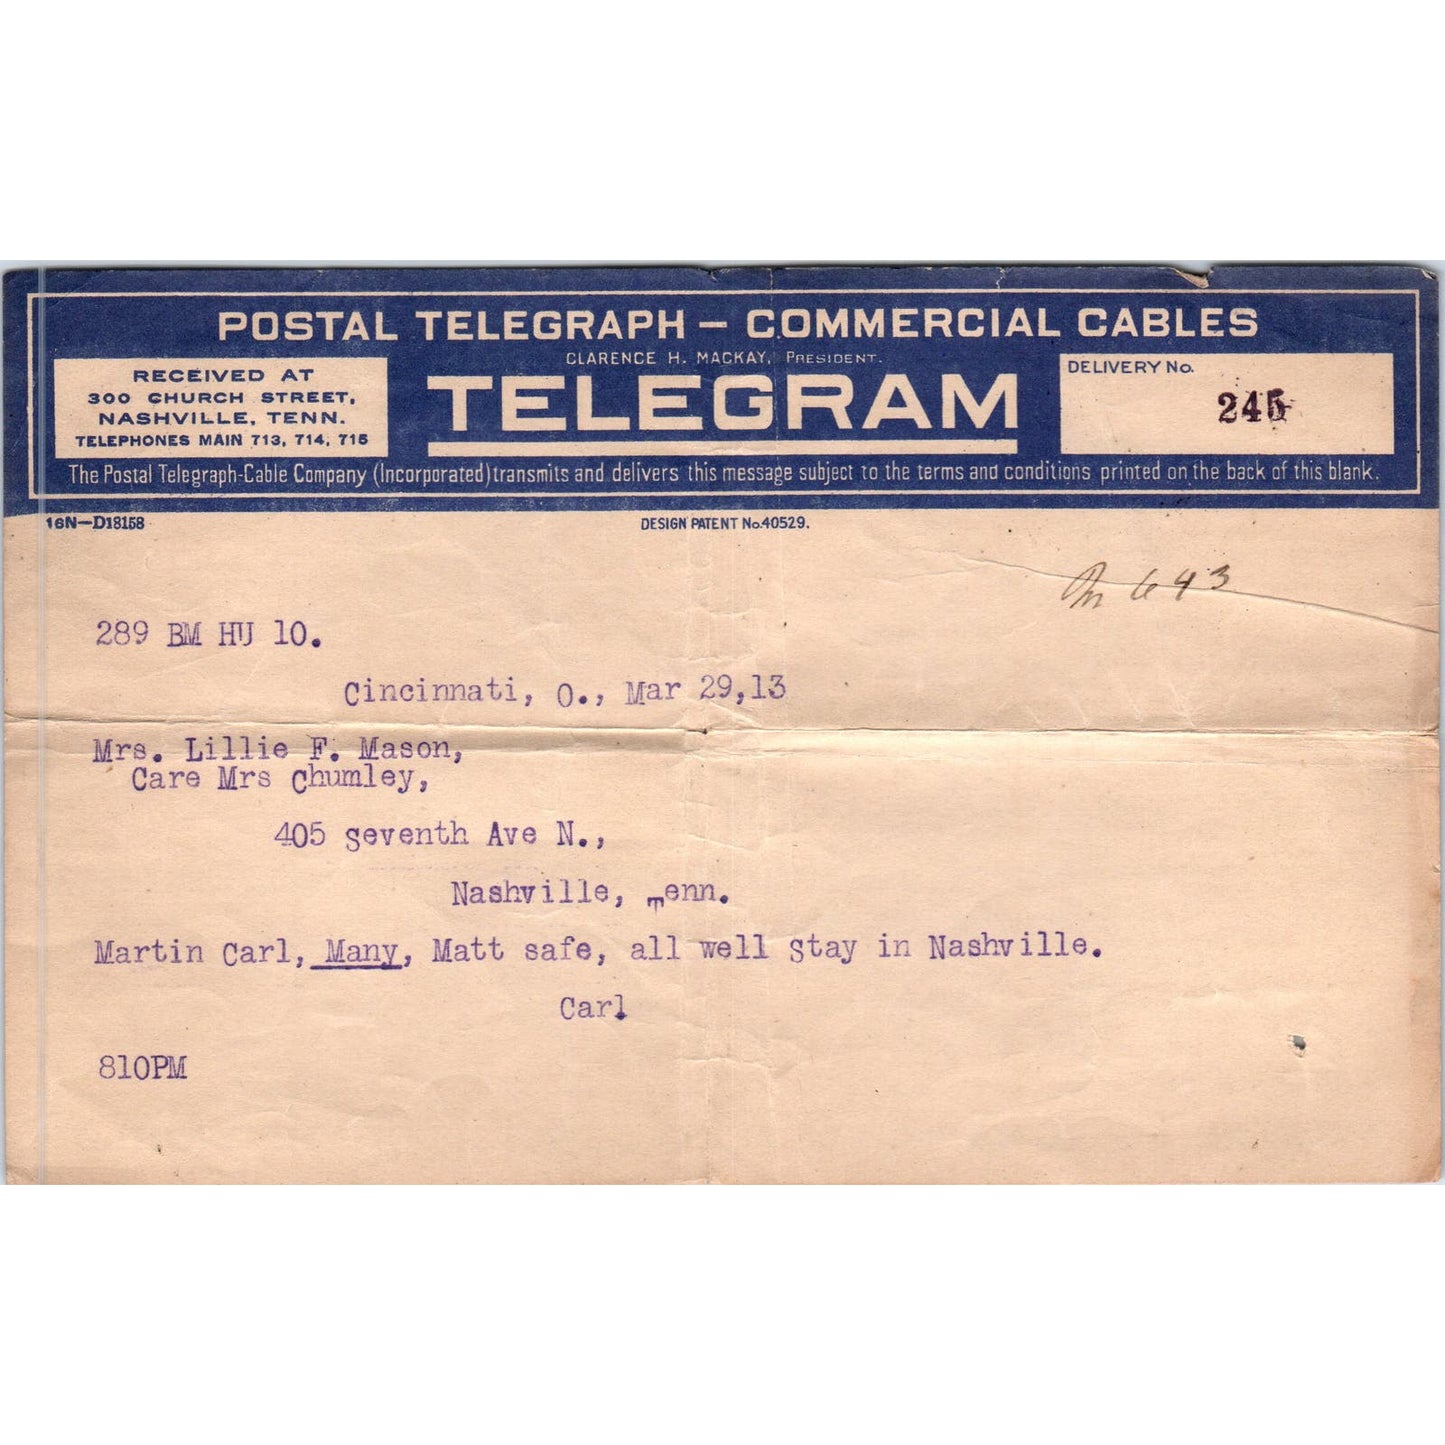 POSTAL TELEGRAPH – COMMERCIAL CABLES
CLARENCE H. MACKAY, PRESIDENT.
RECEIVED AT
300 CHURCH STREET,
NASHVILLE, TENN.
TELEPHONES MAIN 713, 714, 715
TELEGRAM
DELIVERY No.
245
The Postal Telegraph-Cable Company (Incorporated) transmits and delivers this message subject to the terms and conditions printed on the back of this blank.
16N—D18158
DESIGN PATENT No. 40529.
M 643
289 BM HU 10.
Cincinnati, O., Mar 29,13
Mrs. Lillie F. Mason,
Care Mrs Chumley,
405 Seventh Ave N.,
Nashville, Tenn.
Martin Carl, Many, Matt safe, all well Stay in Nashville.
Carl
810PM